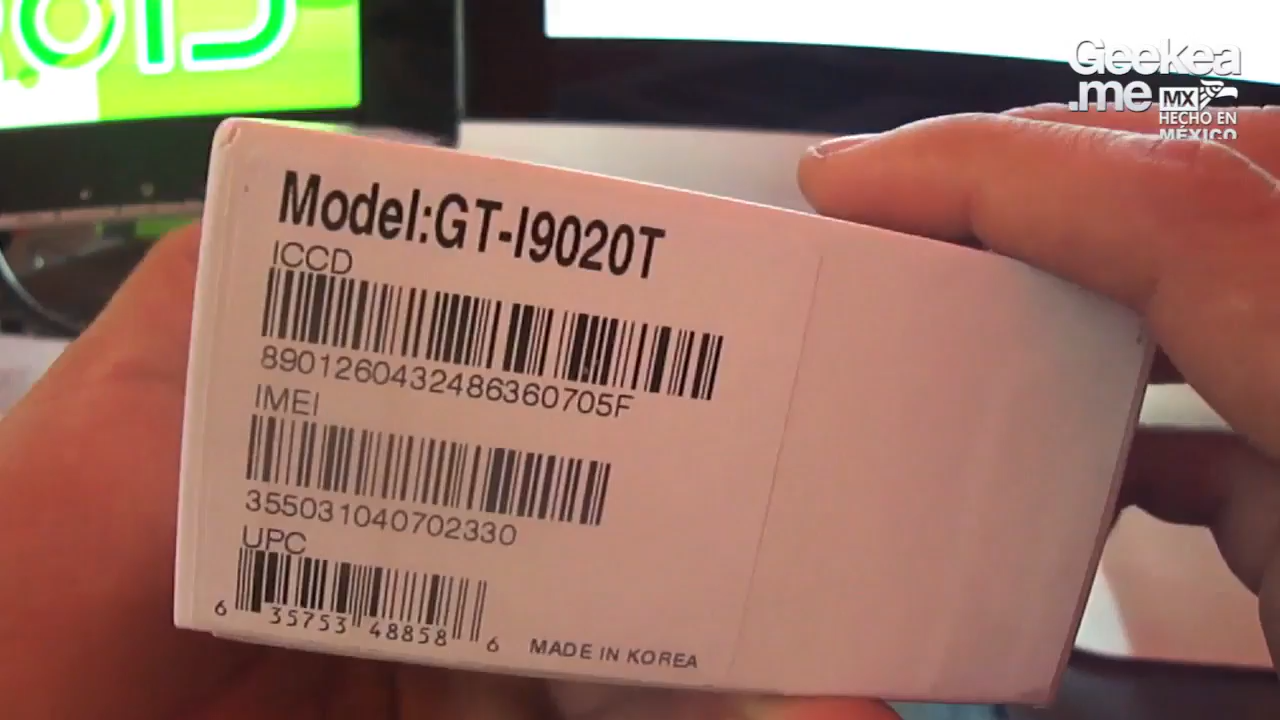 Geekea
.me MX
HECHO EN
MÉXICO
Model:GT-I9020T
ICCD
8901260432486360705F
IMEI
355031040702330
UPC
6 35753 48858 6
MADE IN KOREA